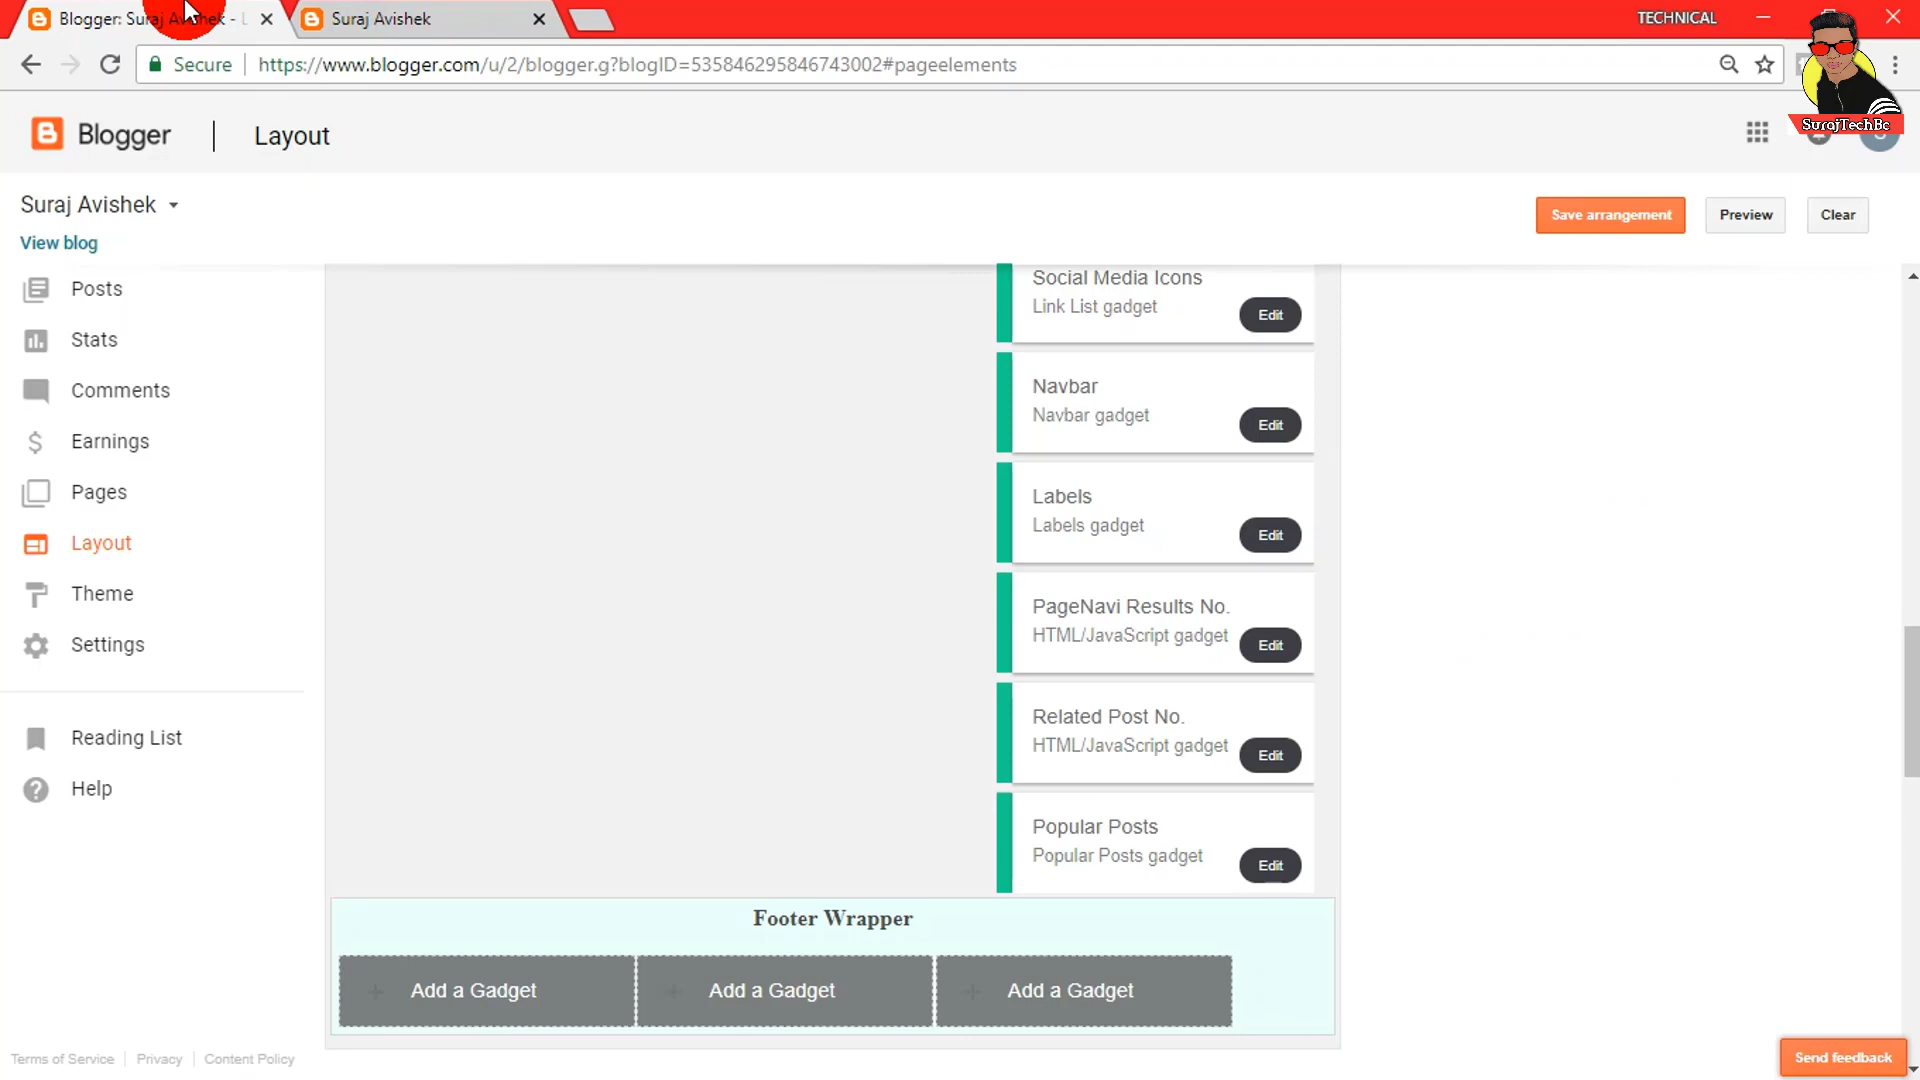 Blogger: Suraj Avishek - L
Suraj Avishek
TECHNICAL
Secure
https://www.blogger.com/u/2/blogger.g?blogID=535846295846743002#pageelements
SurajTechBc
Blogger
Layout
Suraj Avishek
View blog
Save arrangement
Preview
Clear
Posts
Stats
Comments
Earnings
Pages
Layout
Theme
Settings
Reading List
Help
Social Media Icons
Link List gadget
Edit
Navbar
Navbar gadget
Edit
Labels
Labels gadget
Edit
PageNavi Results No.
HTML/JavaScript gadget
Edit
Related Post No.
HTML/JavaScript gadget
Edit
Popular Posts
Popular Posts gadget
Edit
Footer Wrapper
Add a Gadget
Add a Gadget
Add a Gadget
Terms of Service
Privacy
Content Policy
Send feedback